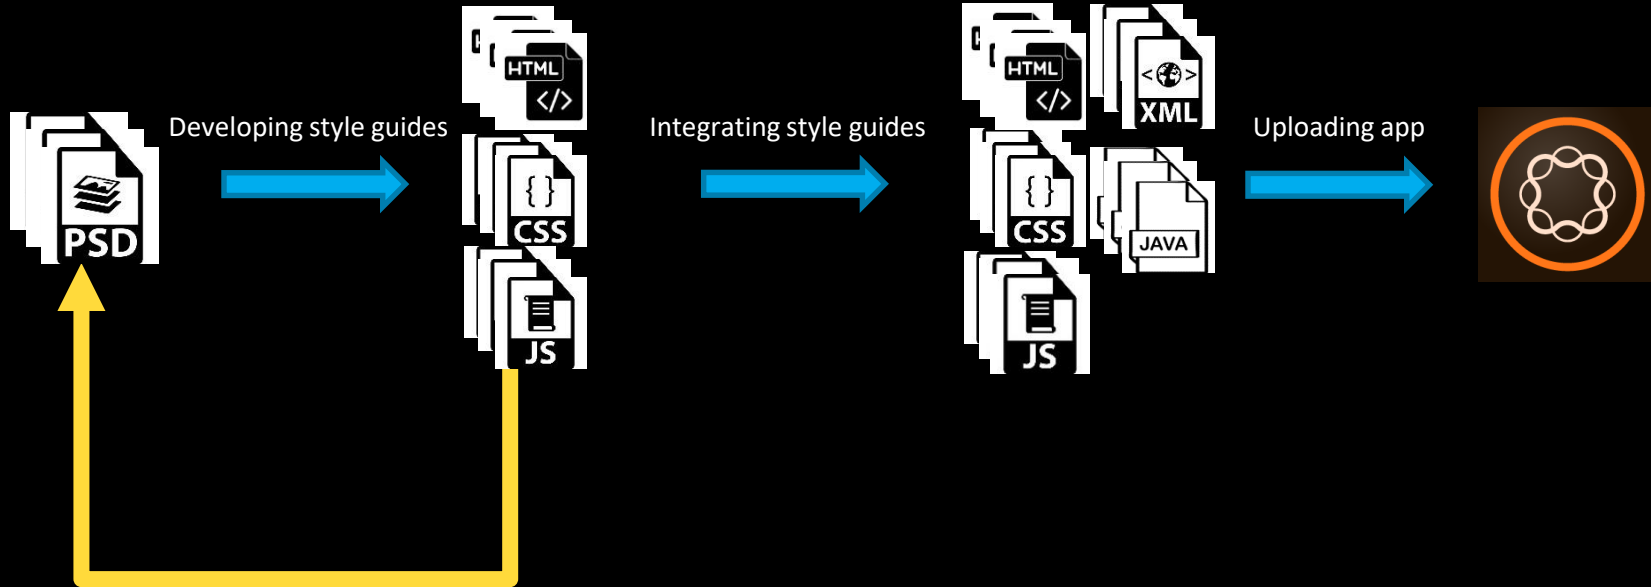 Developing style guides
Integrating style guides
Uploading app
PSD
HTML
</>
{ }
CSS
JS
HTML
</>
{ }
CSS
JS
< >
XML
JAVA